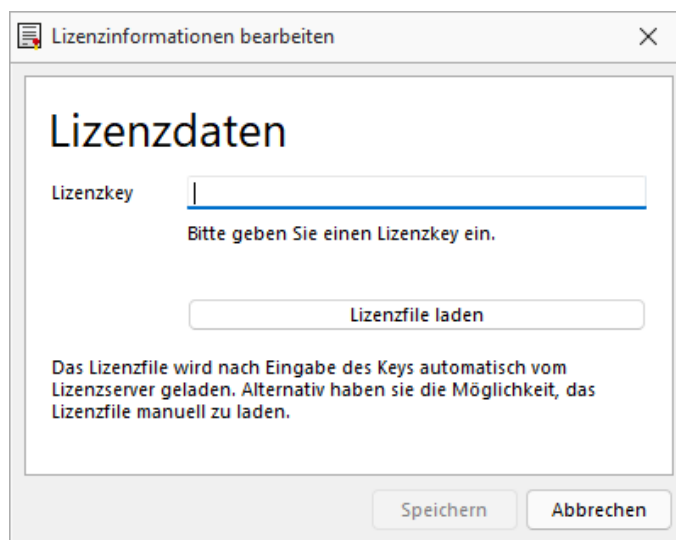 Lizenzinformationen bearbeiten
Lizenzdaten
Lizenzkey
Bitte geben Sie einen Lizenzkey ein.
Lizenzfile laden
Das Lizenzfile wird nach Eingabe des Keys automatisch vom
Lizenzserver geladen. Alternativ haben sie die Möglichkeit, das
Lizenzfile manuell zu laden.
Speichern Abbrechen